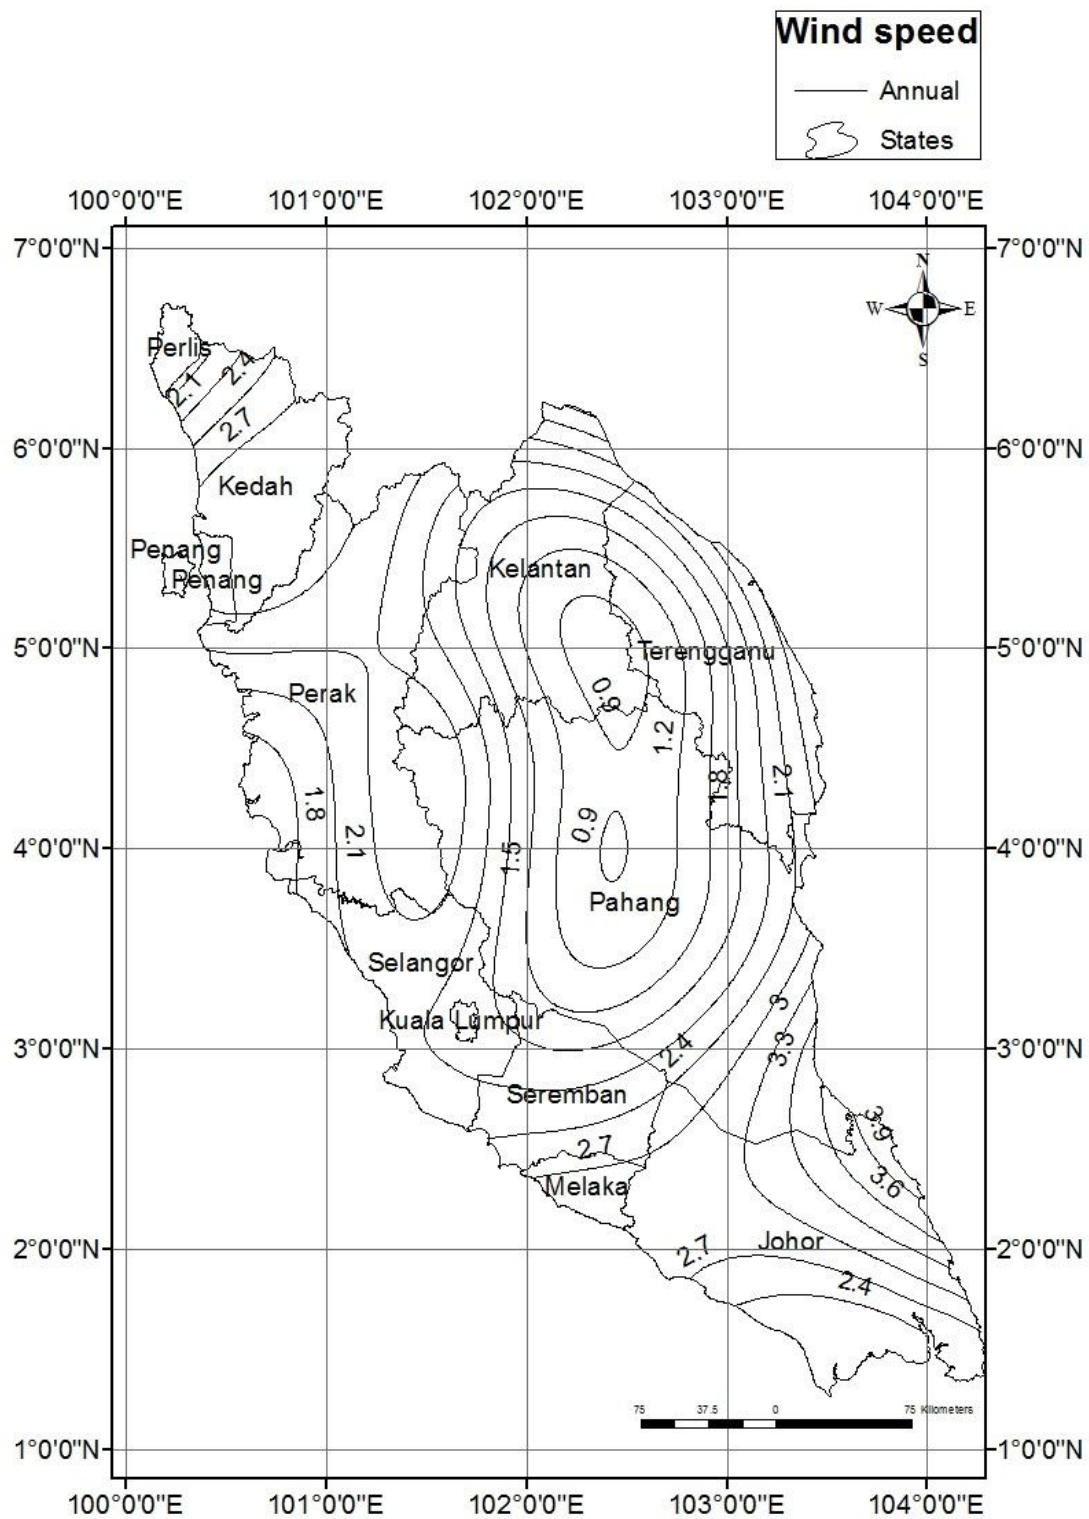 Wind speed
Annual
States
100°0'0"E 101°0'0"E 102°0'0"E 103°0'0"E 104°0'0"E
7°0'0"N 7°0'0"N
N
W E
S
Perlis
2.1 2.4
2.7
6°0'0"N 6°0'0"N
Kedah
Penang
Penang
Kelantan
5°0'0"N Terengganu 5°0'0"N
Perak 0.9
1.2
1.8 0.9 1.8 2.1
2.1
4°0'0"N 1.5 4°0'0"N
Pahang
Selangor
3
Kuala Lumpur
3°0'0"N 2.4 3.3 3°0'0"N
Seremban
3.9
2.7
Melaka 3.6
2°0'0"N 2.7 Johor 2°0'0"N
2.4
75 37.5 0 75 Kilometers
1°0'0"N 1°0'0"N
100°0'0"E 101°0'0"E 102°0'0"E 103°0'0"E 104°0'0"E